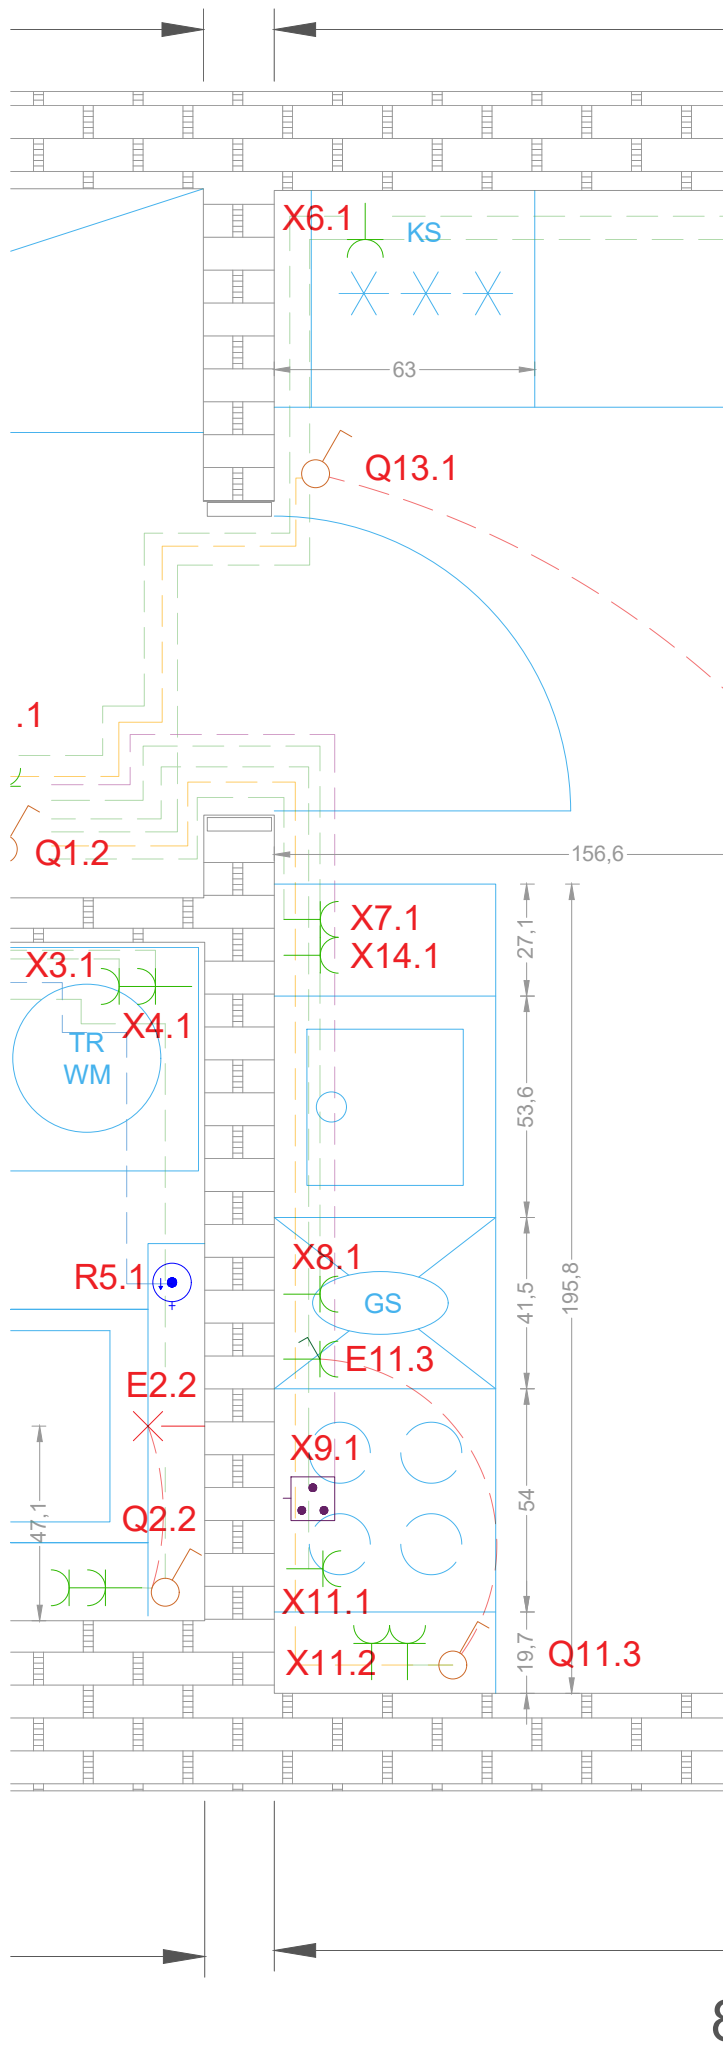 X6.1
KS
63
Q13.1
.1
Q1.2
156,6
X7.1
27,1
X14.1
X3.1
X4.1
TR
WM
53,6
X8.1
R5.1
GS
41,5
195,8
E11.3
E2.2
X9.1
54
Q2.2
47,1
X11.1
X11.2
19,7
Q11.3
8